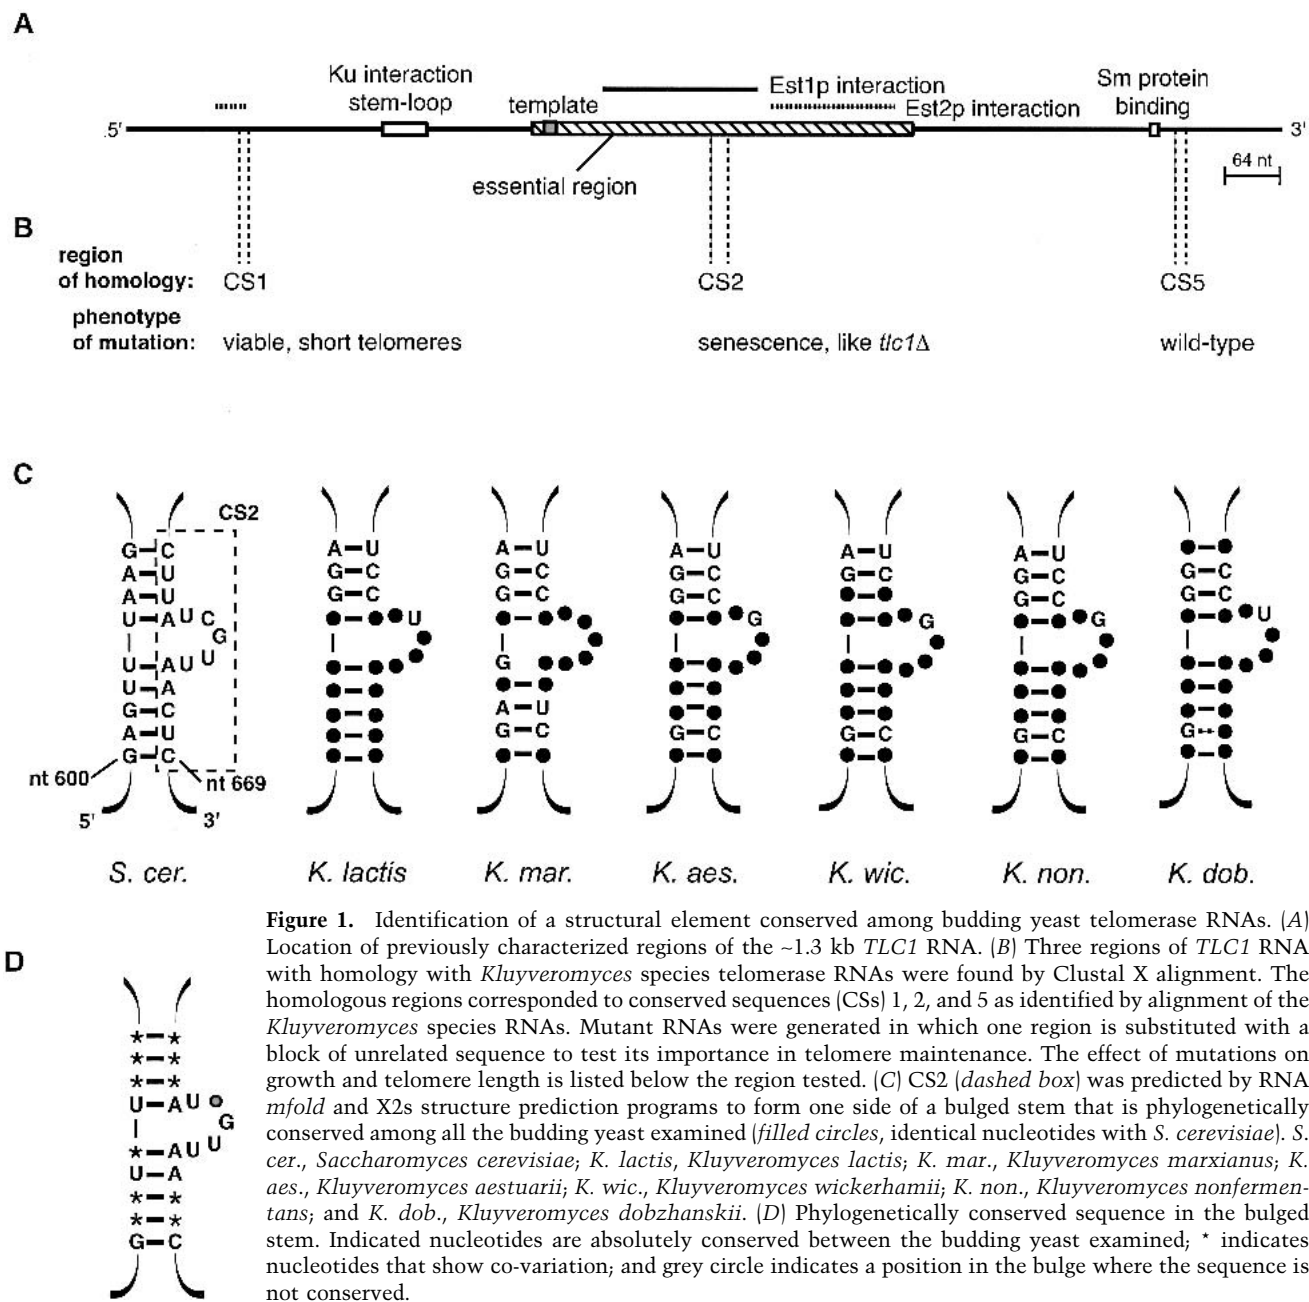 A
Ku interaction
stem-loop
template
Est1p interaction
Est2p interaction
Sm protein
binding
5'
3'
essential region
64 nt
B
region
of homology:
CS1
CS2
CS5
phenotype
of mutation:
viable, short telomeres
senescence, like tlc1Δ
wild-type
C
CS2
G C
A U
A U
U A U C
G
U A U U
U A
G C
A U
G C
nt 600
nt 669
5'
3'
A U
G C
G C
U
A U
G C
G C
G
A U
G C
A U
G C
G C
G
G C
A U
G C
G
G C
A U
G C
G C
G
G C
G C
G C
U
G
S. cer.
K. lactis
K. mar.
K. aes.
K. wic.
K. non.
K. dob.
Figure 1. Identification of a structural element conserved among budding yeast telomerase RNAs. (A)
Location of previously characterized regions of the ~1.3 kb TLC1 RNA. (B) Three regions of TLC1 RNA
with homology with Kluyveromyces species telomerase RNAs were found by Clustal X alignment. The
homologous regions corresponded to conserved sequences (CSs) 1, 2, and 5 as identified by alignment of the
Kluyveromyces species RNAs. Mutant RNAs were generated in which one region is substituted with a
block of unrelated sequence to test its importance in telomere maintenance. The effect of mutations on
growth and telomere length is listed below the region tested. (C) CS2 (dashed box) was predicted by RNA
mfold and X2s structure prediction programs to form one side of a bulged stem that is phylogenetically
conserved among all the budding yeast examined (filled circles, identical nucleotides with S. cerevisiae). S.
cer., Saccharomyces cerevisiae; K. lactis, Kluyveromyces lactis; K. mar., Kluyveromyces marxianus; K.
aes., Kluyveromyces aestuarii; K. wic., Kluyveromyces wickerhamii; K. non., Kluyveromyces nonfermen-
tans; and K. dob., Kluyveromyces dobzhanskii. (D) Phylogenetically conserved sequence in the bulged
stem. Indicated nucleotides are absolutely conserved between the budding yeast examined; * indicates
nucleotides that show co-variation; and grey circle indicates a position in the bulge where the sequence is
not conserved.
D
* *
* *
* *
U A U
G
* A U U
U A
* *
* *
G C